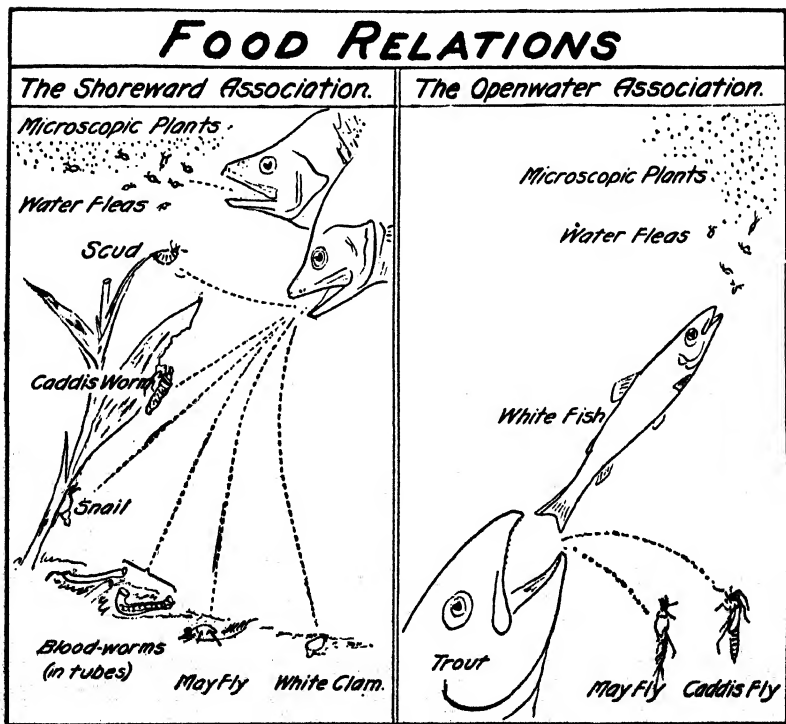 FOOD RELATIONS
The Shoreward Association.
Microscopic Plants
Water Fleas
Scud
Caddis Worm
Snail
Blood-worms
(in tubes)
May Fly
White Clam.
The Openwater Association.
Microscopic Plants
Water Fleas
White Fish
Trout
May Fly
Caddis Fly